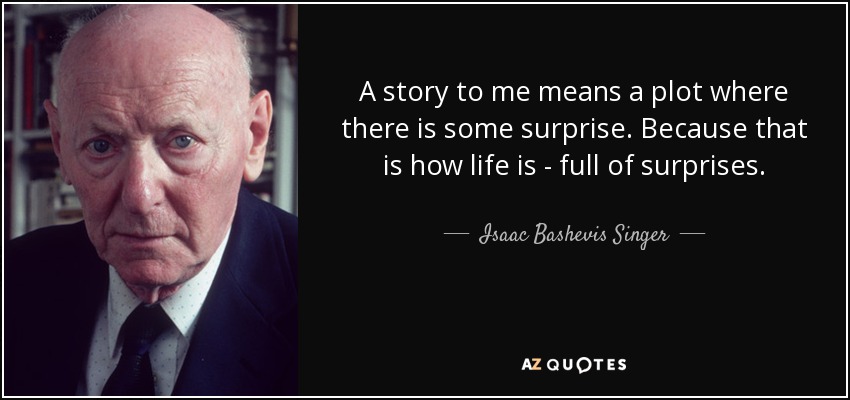 A story to me means a plot where
there is some surprise. Because that
is how life is - full of surprises.
Isaac Bashevis Singer
AZ QUOTES